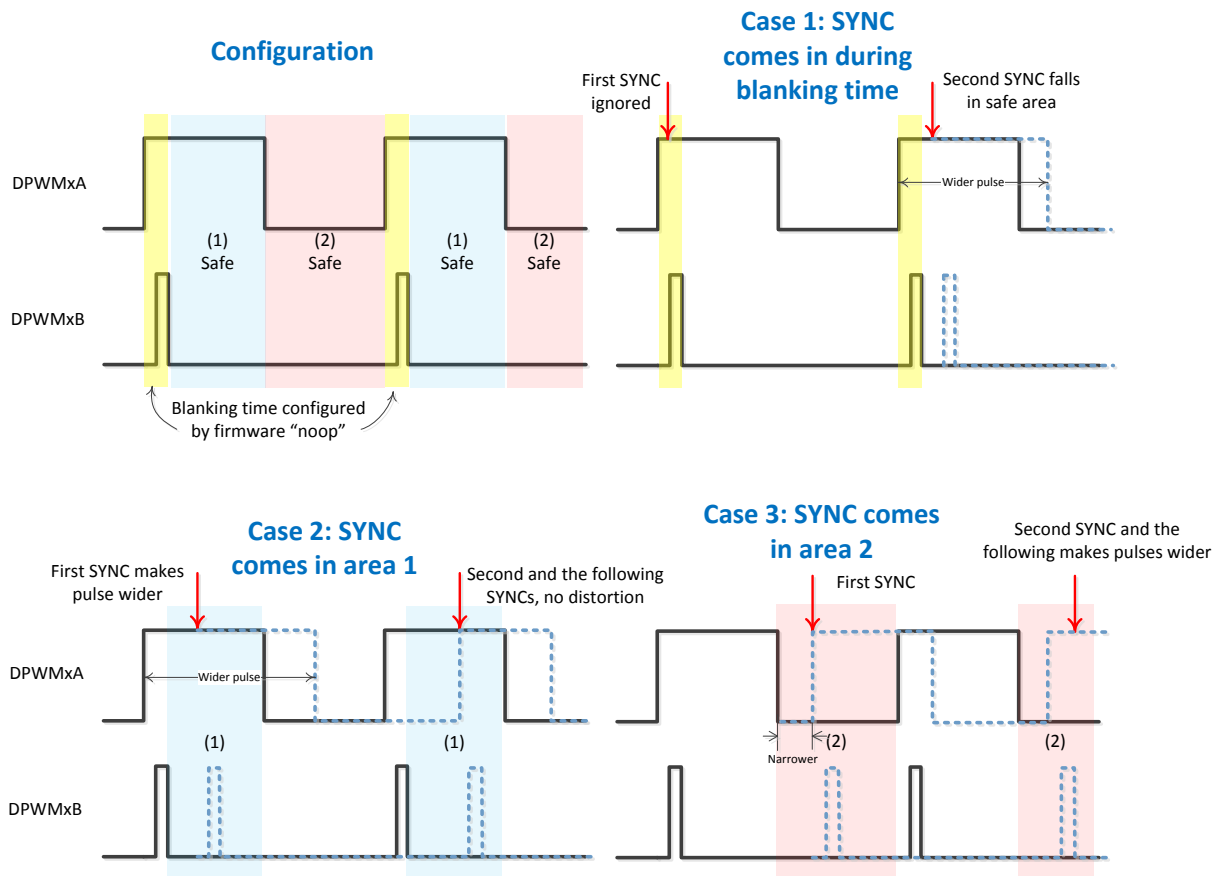 Configuration
DPWMxA
(1)
Safe
(2)
Safe
(1)
Safe
(2)
Safe
DPWMxB
Blanking time configured
by firmware “noop”
Case 1: SYNC
comes in during
blanking time
First SYNC
ignored
Second SYNC falls
in safe area
Wider pulse
Case 2: SYNC
comes in area 1
First SYNC makes
pulse wider
Second and the following
SYNCs, no distortion
DPWMxA
Wider pulse
(1)
(1)
DPWMxB
Case 3: SYNC comes
in area 2
First SYNC
Second SYNC and the
following makes pulses wider
Narrower
(2)
(2)